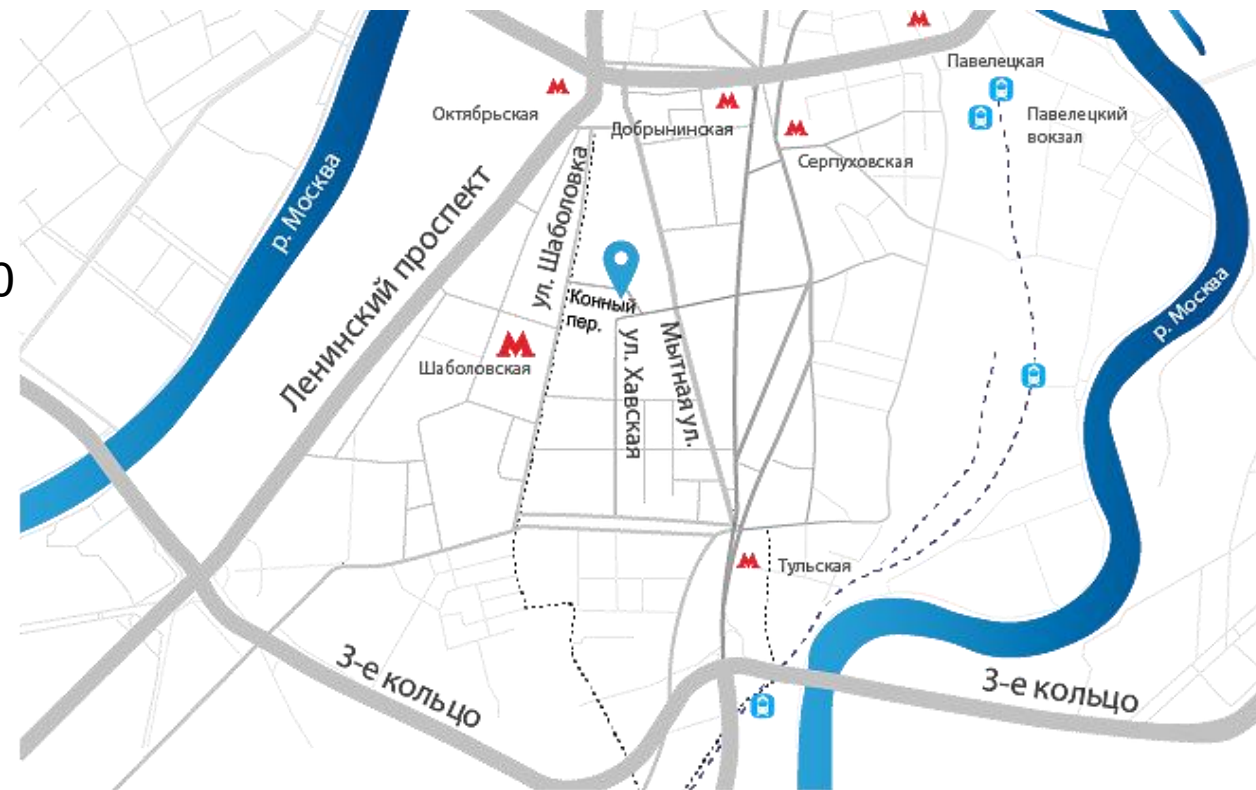 Павелецкая
Октябрьская
Добрынинская
Павелецкий
вокзал
Серпуховская
р. Москва
Ленинский проспект
ул. Шаболовка
0
Конный
пер.
р. Москва
Шаболовская
ул. Хавская
Мытная ул.
Тульская
3-е кольцо
3-е кольцо